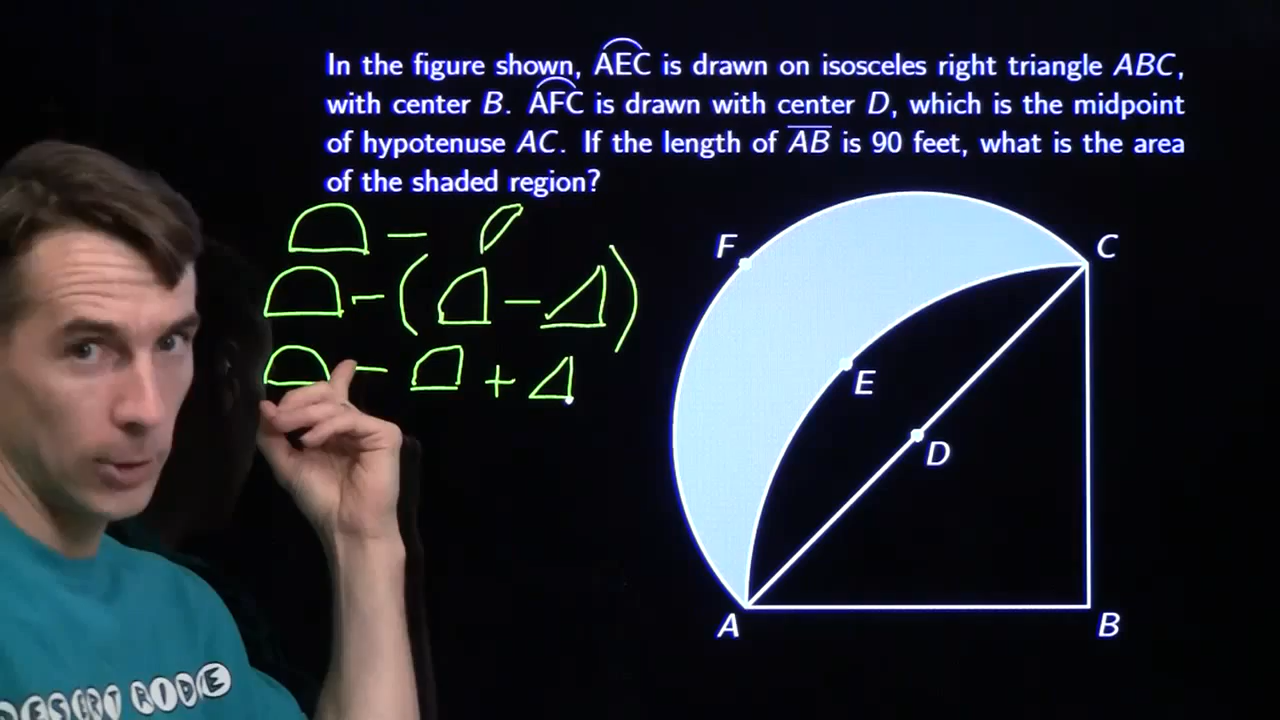 In the figure shown, AEC is drawn on isosceles right triangle ABC,
with center B. AFC is drawn with center D, which is the midpoint
of hypotenuse AC. If the length of AB is 90 feet, what is the area
of the shaded region?
− 
− ( − )
− +
F
C
E
D
A
B
DESERT RIDE